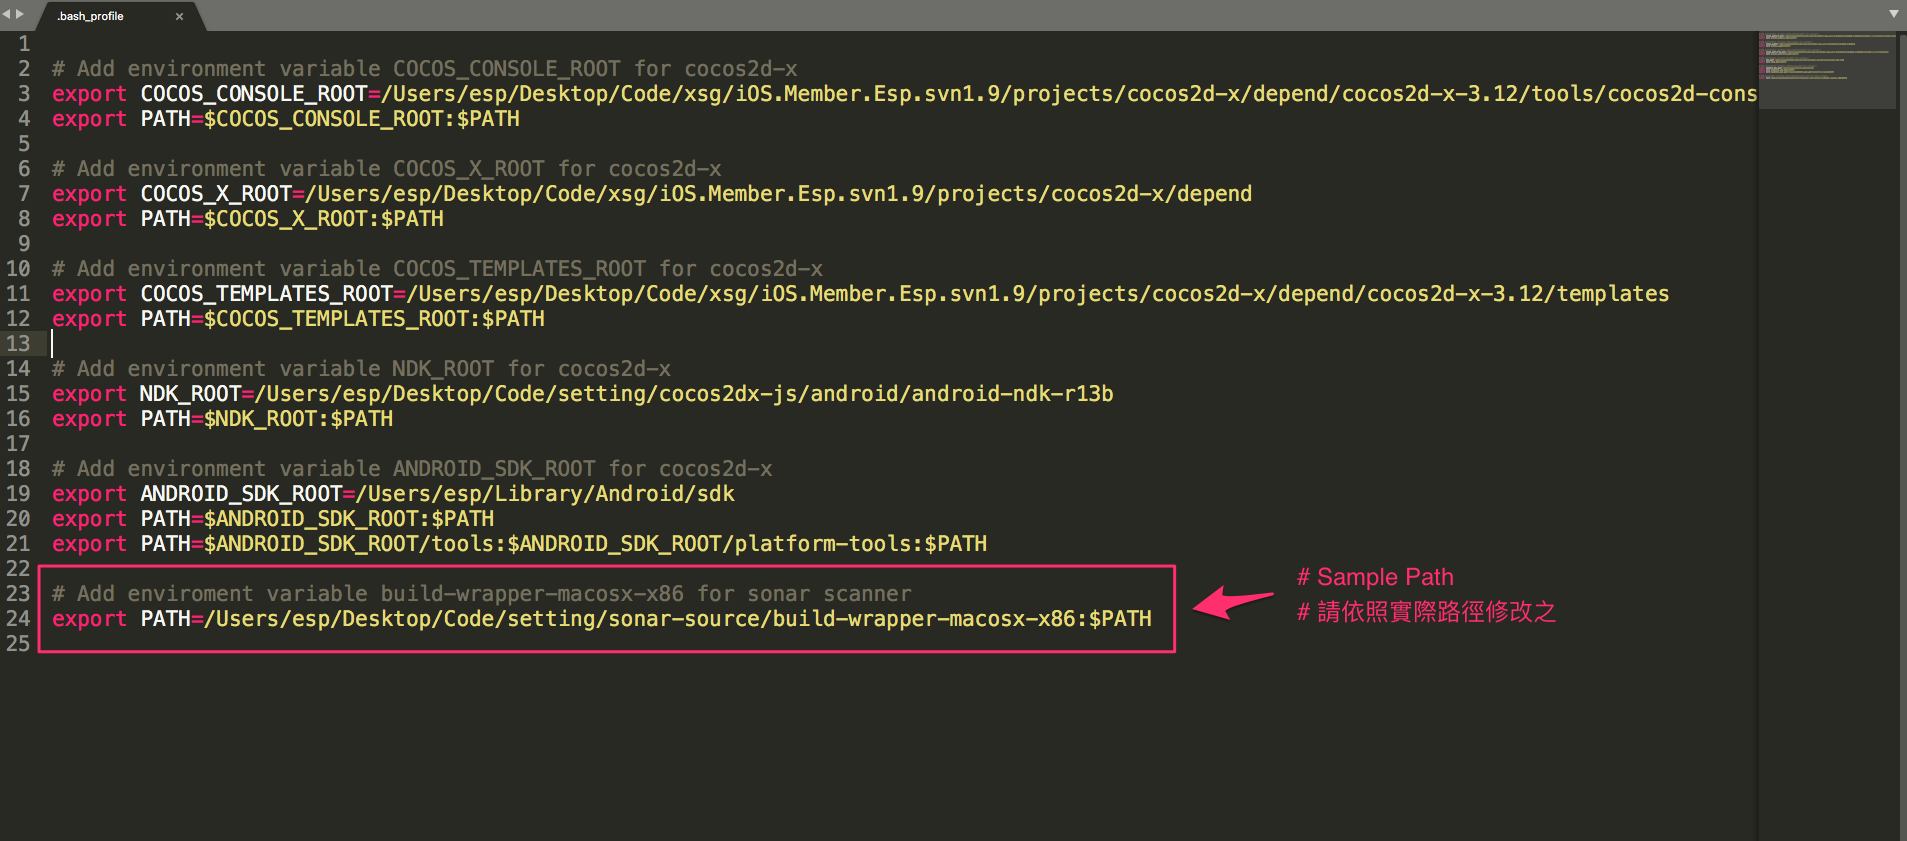 .bash_profile
1
2 # Add environment variable COCOS_CONSOLE_ROOT for cocos2d-x
3 export COCOS_CONSOLE_ROOT=/Users/esp/Desktop/Code/xsg/iOS.Member.Esp.svn1.9/projects/cocos2d-x/depend/cocos2d-x-3.12/tools/cocos2d-cons
4 export PATH=$COCOS_CONSOLE_ROOT:$PATH
5
6 # Add environment variable COCOS_X_ROOT for cocos2d-x
7 export COCOS_X_ROOT=/Users/esp/Desktop/Code/xsg/iOS.Member.Esp.svn1.9/projects/cocos2d-x/depend
8 export PATH=$COCOS_X_ROOT:$PATH
9
10 # Add environment variable COCOS_TEMPLATES_ROOT for cocos2d-x
11 export COCOS_TEMPLATES_ROOT=/Users/esp/Desktop/Code/xsg/iOS.Member.Esp.svn1.9/projects/cocos2d-x/depend/cocos2d-x-3.12/templates
12 export PATH=$COCOS_TEMPLATES_ROOT:$PATH
13
14 # Add environment variable NDK_ROOT for cocos2d-x
15 export NDK_ROOT=/Users/esp/Desktop/Code/setting/cocos2dx-js/android/android-ndk-r13b
16 export PATH=$NDK_ROOT:$PATH
17
18 # Add environment variable ANDROID_SDK_ROOT for cocos2d-x
19 export ANDROID_SDK_ROOT=/Users/esp/Library/Android/sdk
20 export PATH=$ANDROID_SDK_ROOT:$PATH
21 export PATH=$ANDROID_SDK_ROOT/tools:$ANDROID_SDK_ROOT/platform-tools:$PATH
22
23 # Add enviroment variable build-wrapper-macosx-x86 for sonar scanner
24 export PATH=/Users/esp/Desktop/Code/setting/sonar-source/build-wrapper-macosx-x86:$PATH
25
# Sample Path
# 請依照實際路徑修改之